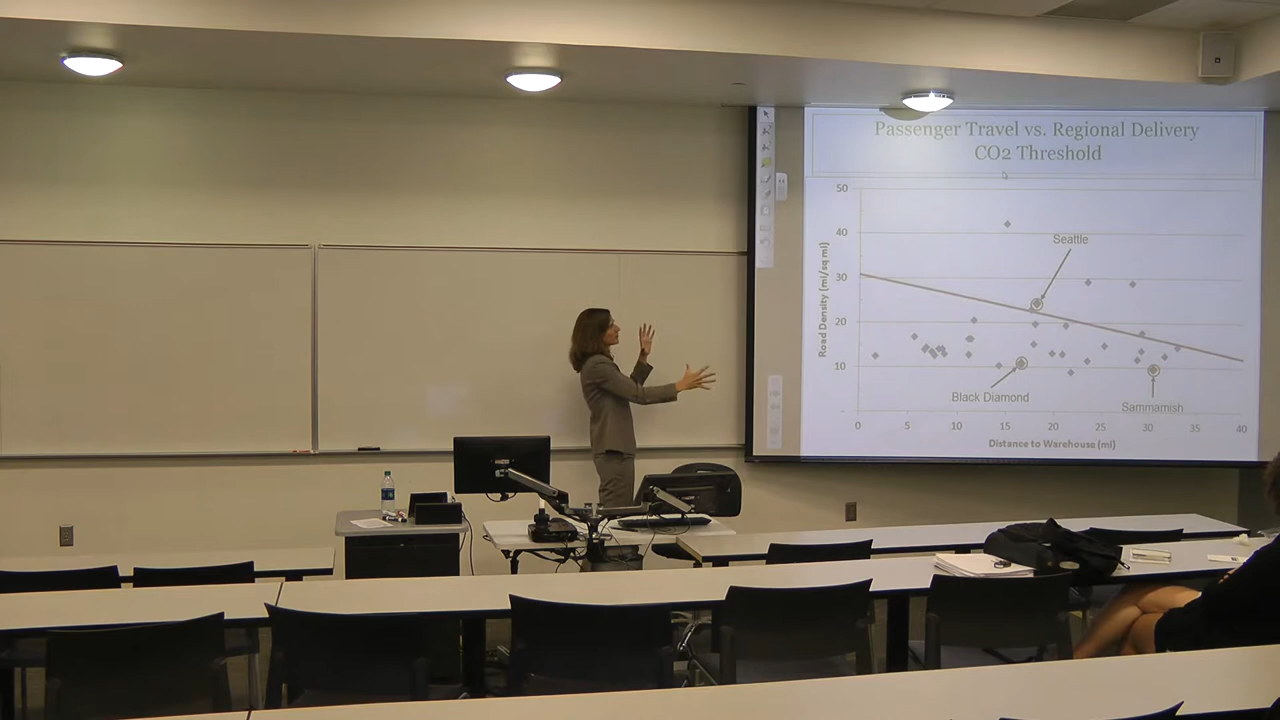 Passenger Travel vs. Regional Delivery
CO2 Threshold
50
40
30
20
10
-
Road Density (mi/sq mi)
Seattle
Black Diamond
Sammamish
0 5 10 15 20 25 30 35 40
Distance to Warehouse (mi)